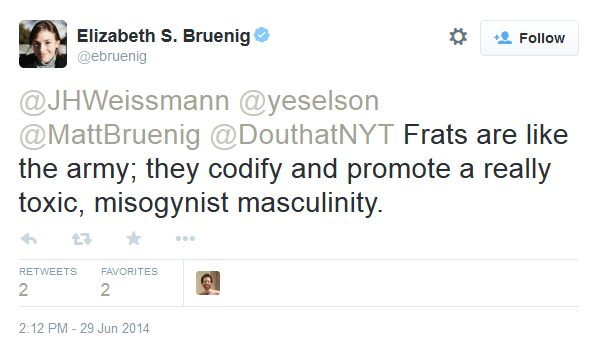 Elizabeth S. Bruenig
@ebruenig
Follow
@JHWeissmann @yeselson
@MattBruenig @DouthatNYT Frats are like
the army; they codify and promote a really
toxic, misogynist masculinity.
RETWEETS FAVORITES
2 2
2:12 PM - 29 Jun 2014